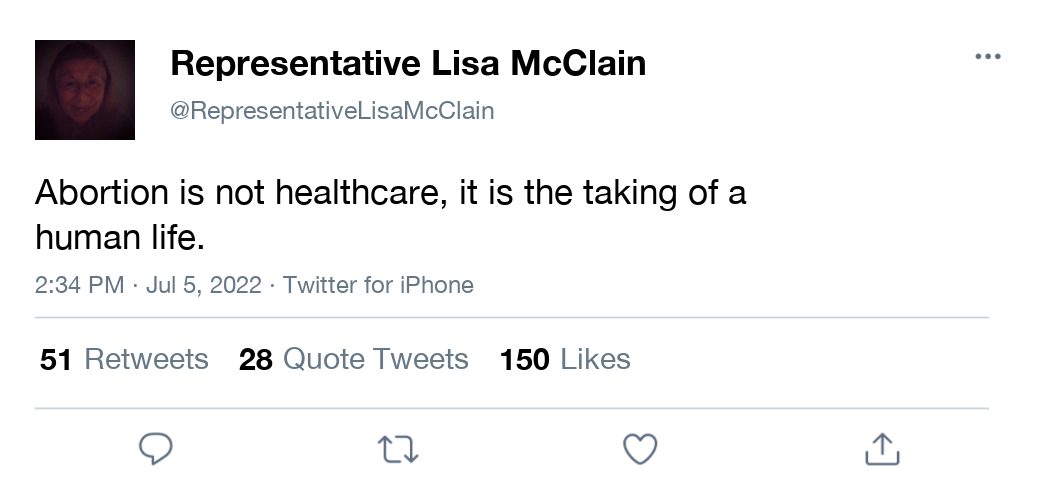 Representative Lisa McClain
@RepresentativeLisaMcClain
Abortion is not healthcare, it is the taking of a
human life.
2:34 PM · Jul 5, 2022 · Twitter for iPhone
51 Retweets 28 Quote Tweets 150 Likes